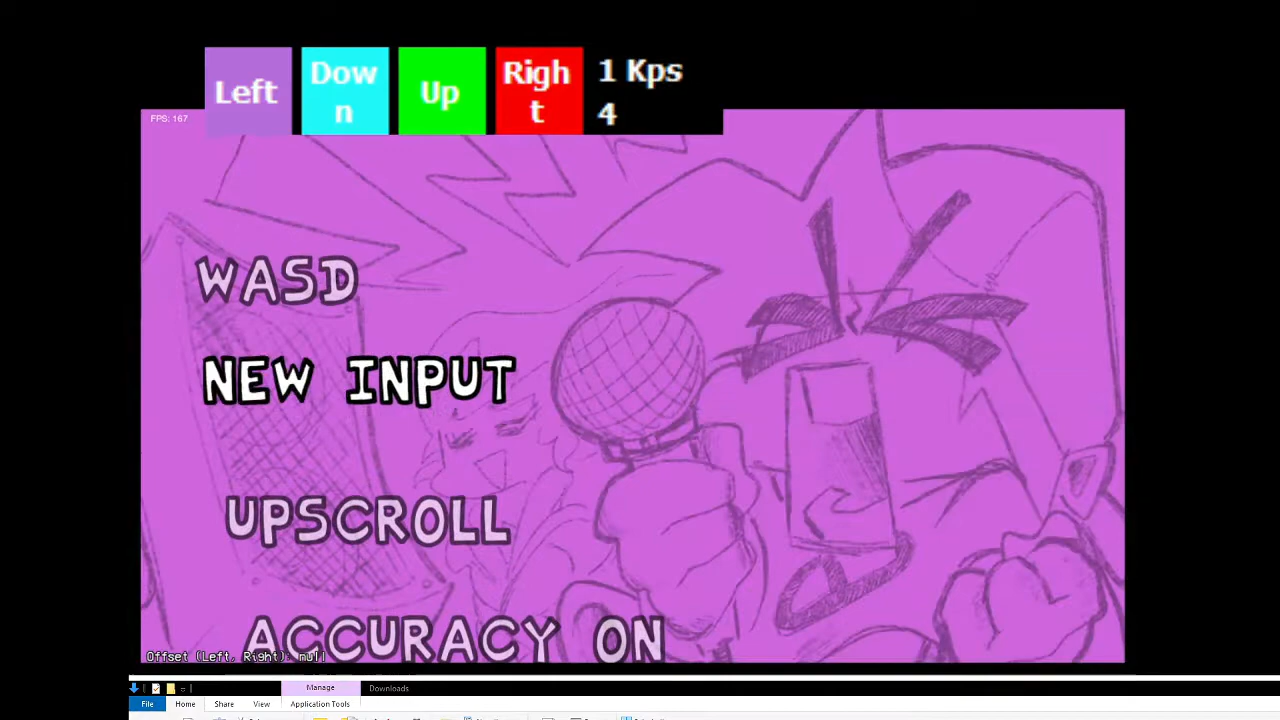 Left
Dow
n
Up
Righ
t
1 Kps
4
FPS: 167
WASD
NEW INPUT
UPSCROLL
ACCURACY ON
Offset (Left, Right): null
Manage
Downloads
File
Home
Share
View
Application Tools